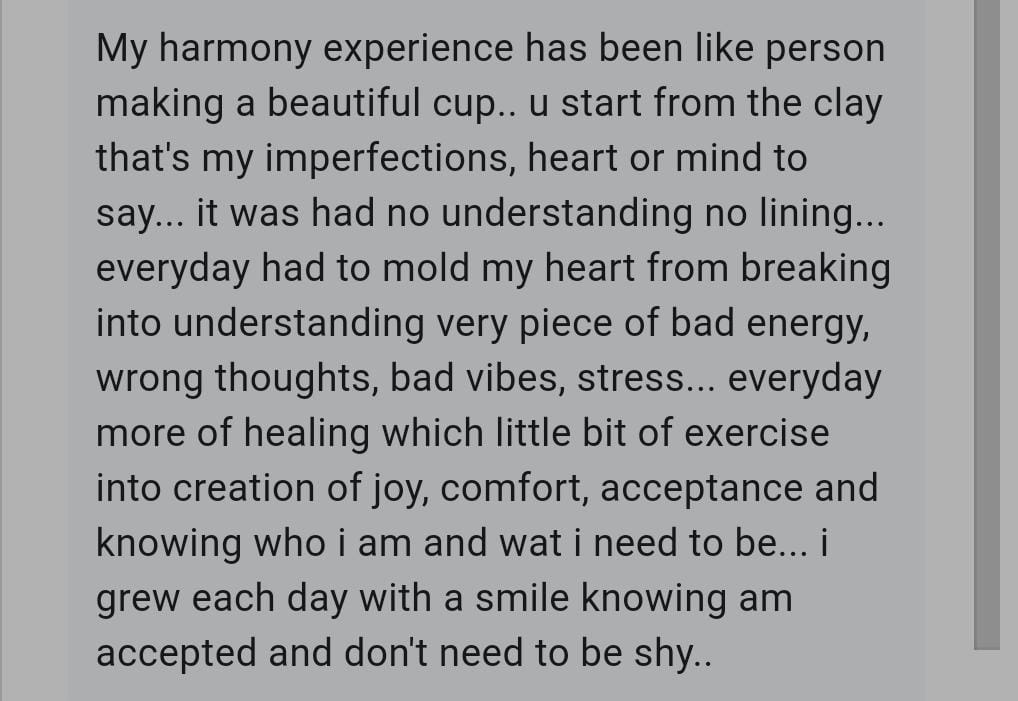 My harmony experience has been like person
making a beautiful cup.. u start from the clay
that's my imperfections, heart or mind to
say... it was had no understanding no lining...
everyday had to mold my heart from breaking
into understanding very piece of bad energy,
wrong thoughts, bad vibes, stress... everyday
more of healing which little bit of exercise
into creation of joy, comfort, acceptance and
knowing who i am and wat i need to be... i
grew each day with a smile knowing am
accepted and don't need to be shy..